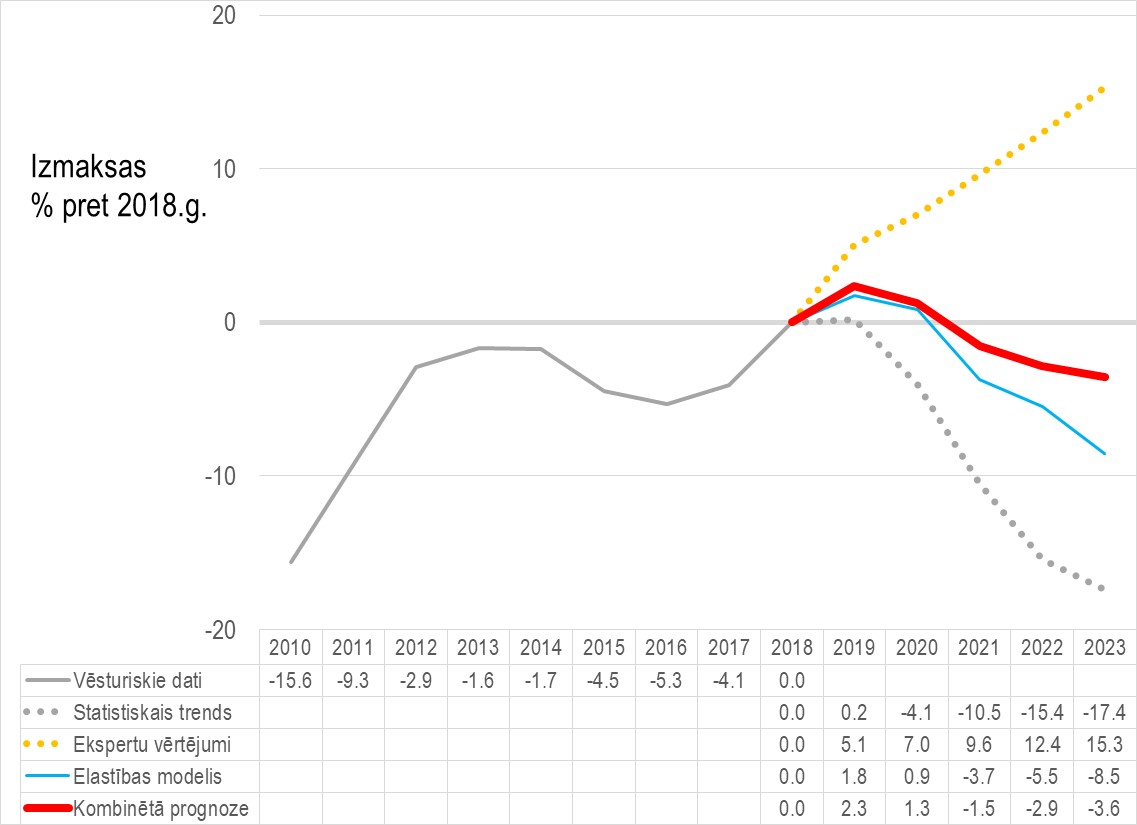 20
Izmaksas
% pret 2018.g.
10
0
-10
-20
2010 2011 2012 2013 2014 2015 2016 2017 2018 2019 2020 2021 2022 2023
Vēsturiskie dati -15.6 -9.3 -2.9 -1.6 -1.7 -4.5 -5.3 -4.1 0.0
Statistiskais trends 0.0 0.2 -4.1 -10.5 -15.4 -17.4
Ekspertu vērtējumi 0.0 5.1 7.0 9.6 12.4 15.3
Elastības modelis 0.0 1.8 0.9 -3.7 -5.5 -8.5
Kombinētā prognoze 0.0 2.3 1.3 -1.5 -2.9 -3.6